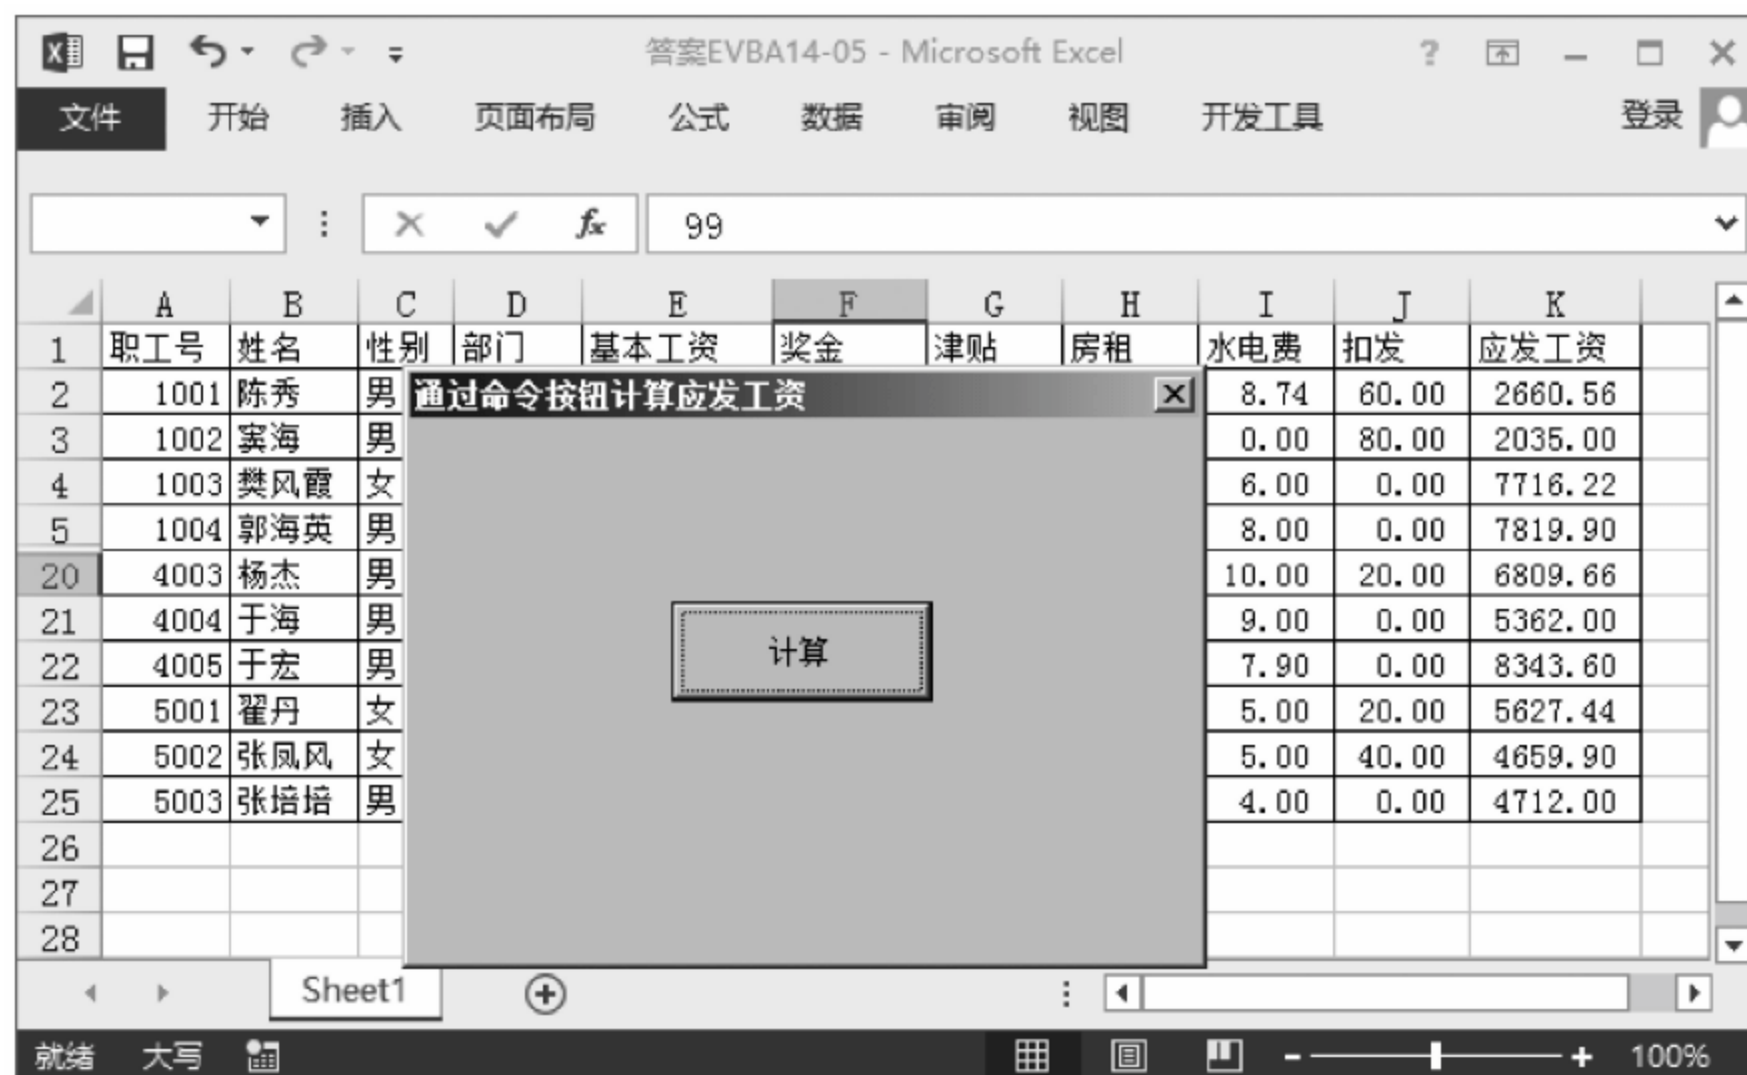 答案EVBA14-05 - Microsoft Excel ?
文件 开始 插入 页面布局 公式 数据 审阅 视图 开发工具 登录
fx 99
A B C D E F G H I J K
1 职工号 姓名 性别 部门 基本工资 奖金 津贴 房租 水电费 扣发 应发工资
通过命令按钮计算应发工资
2 1001 陈秀 男 8.74 60.00 2660.56
3 1002 窦海 男 0.00 80.00 2035.00
4 1003 樊风霞 女 6.00 0.00 7716.22
5 1004 郭海英 男 8.00 0.00 7819.90
20 4003 杨杰 男 10.00 20.00 6809.66
21 4004 于海 男 9.00 0.00 5362.00
计算
22 4005 于宏 男 7.90 0.00 8343.60
23 5001 翟丹 女 5.00 20.00 5627.44
24 5002 张凤风 女 5.00 40.00 4659.90
25 5003 张培培 男 4.00 0.00 4712.00
26
27
28
Sheet1
就绪 大写 100%